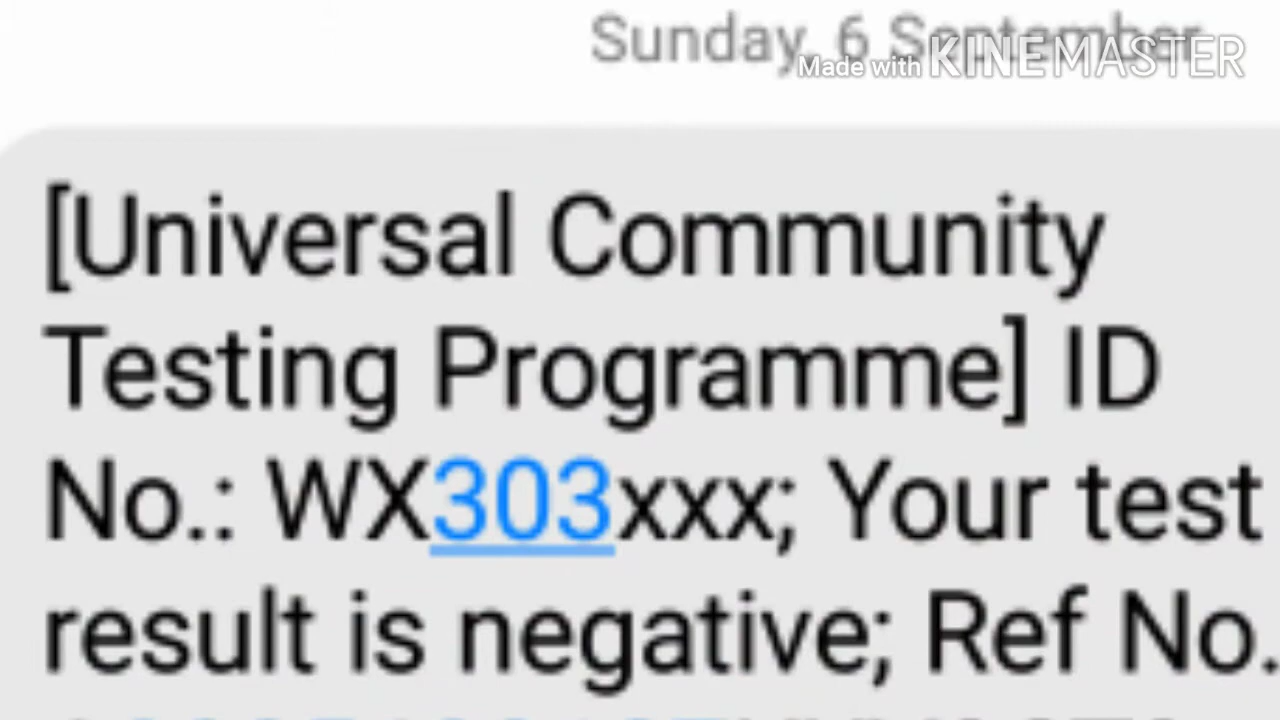 Sunday, 6 September
Made with KINEMASTER
[Universal Community
Testing Programme] ID
No.: WX303xxx; Your test
result is negative; Ref No.